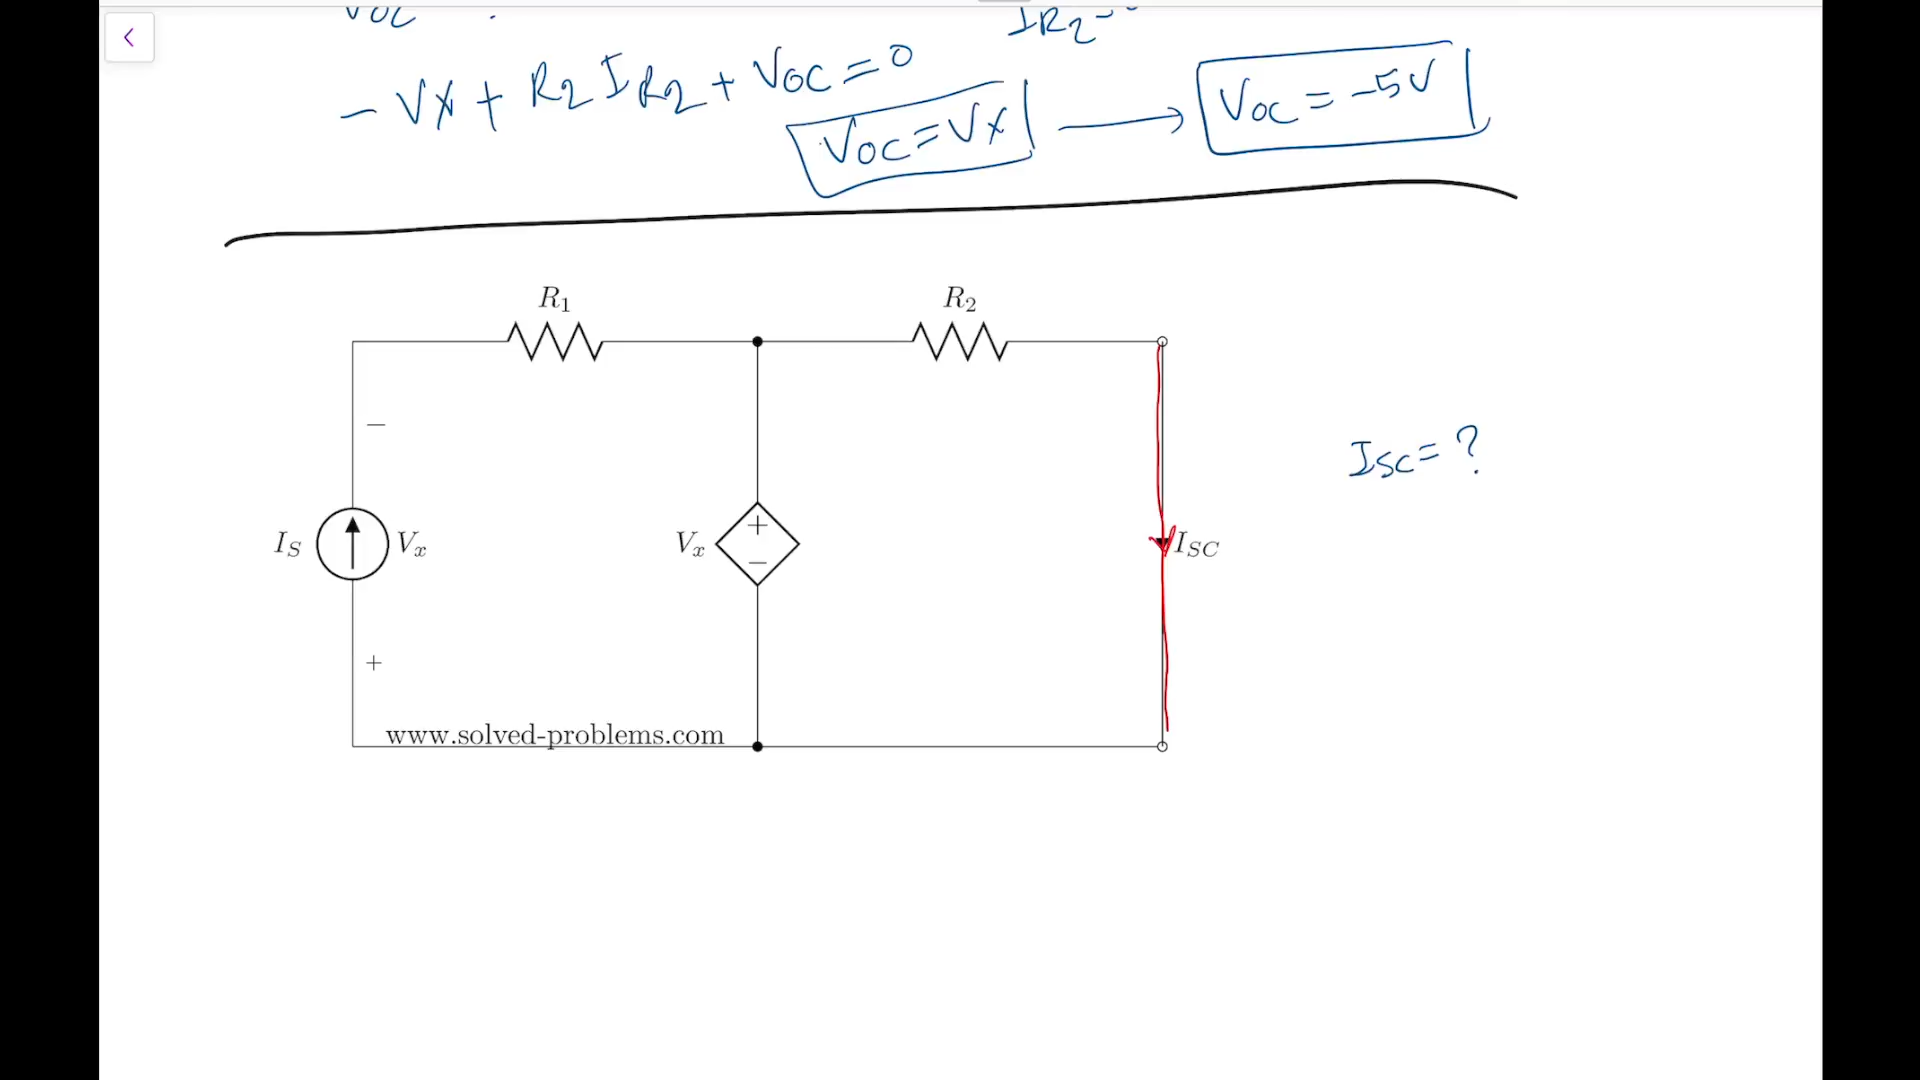 - Vx + R2 IR2 + Voc = 0
Voc = Vx → Voc = -5V
R1
R2
−
Isc = ?
IS
Vx
Vx
+
−
ISC
+
www.solved-problems.com